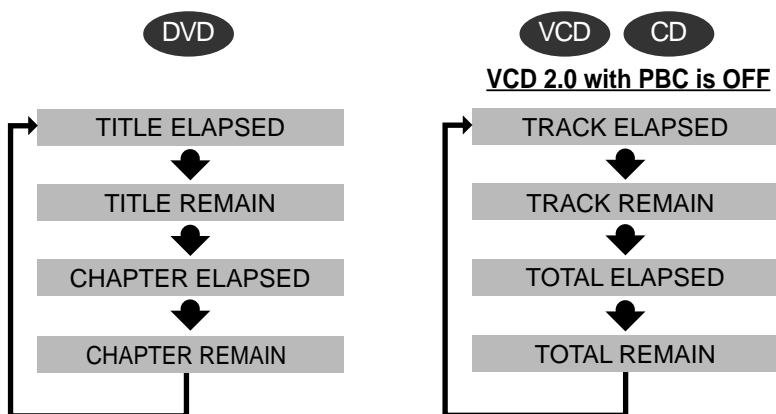 DVD
TITLE ELAPSED
TITLE REMAIN
CHAPTER ELAPSED
CHAPTER REMAIN
VCD CD
VCD 2.0 with PBC is OFF
TRACK ELAPSED
TRACK REMAIN
TOTAL ELAPSED
TOTAL REMAIN